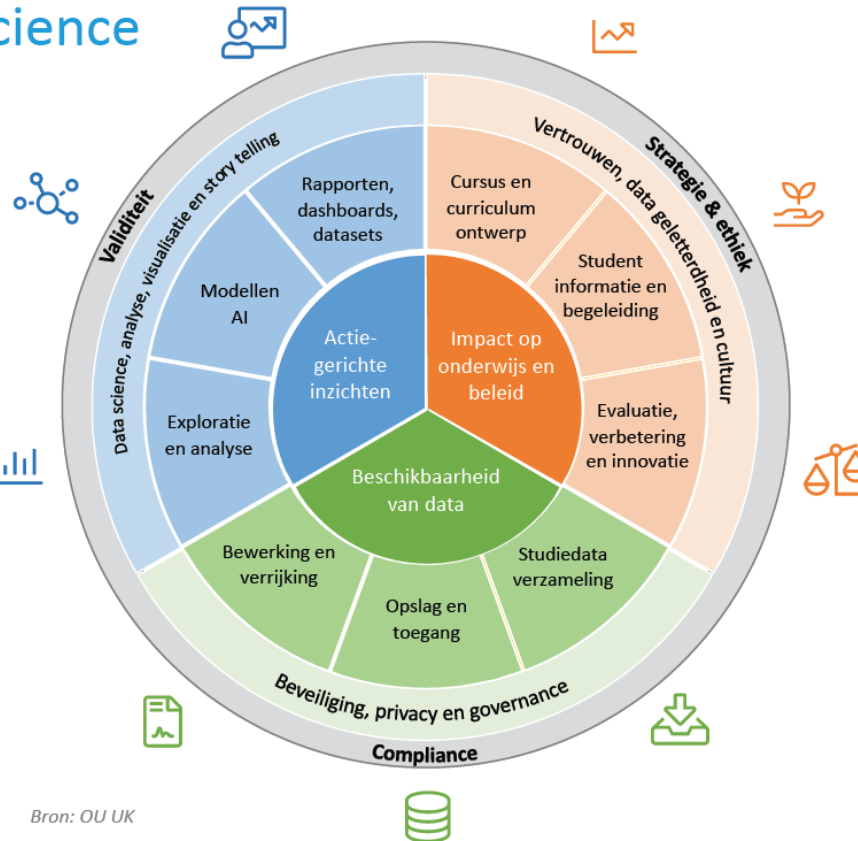 cience
Data science, analyse, visualisatie en story telling
Validiteit
Vertrouwen, data geletterdheid en cultuur
Strategie & ethiek
Rapporten,
dashboards,
datasets
Cursus en
curriculum
ontwerp
Modellen
AI
Student
informatie en
begeleiding
Actie-
gerichte
inzichten
Impact op
onderwijs en
beleid
Exploratie
en analyse
Evaluatie,
verbetering
en innovatie
Beschikbaarheid
van data
Bewerking en
verrijking
Studiedata
verzameling
Opslag en
toegang
Beveiliging, privacy en governance
Compliance
Bron: OU UK